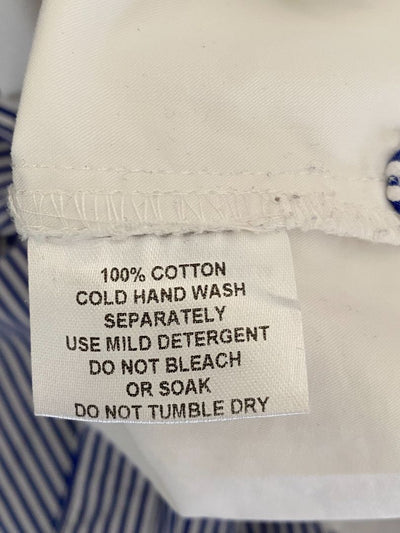 100% COTTON
COLD HAND WASH
SEPARATELY
USE MILD DETERGENT
DO NOT BLEACH
OR SOAK
DO NOT TUMBLE DRY